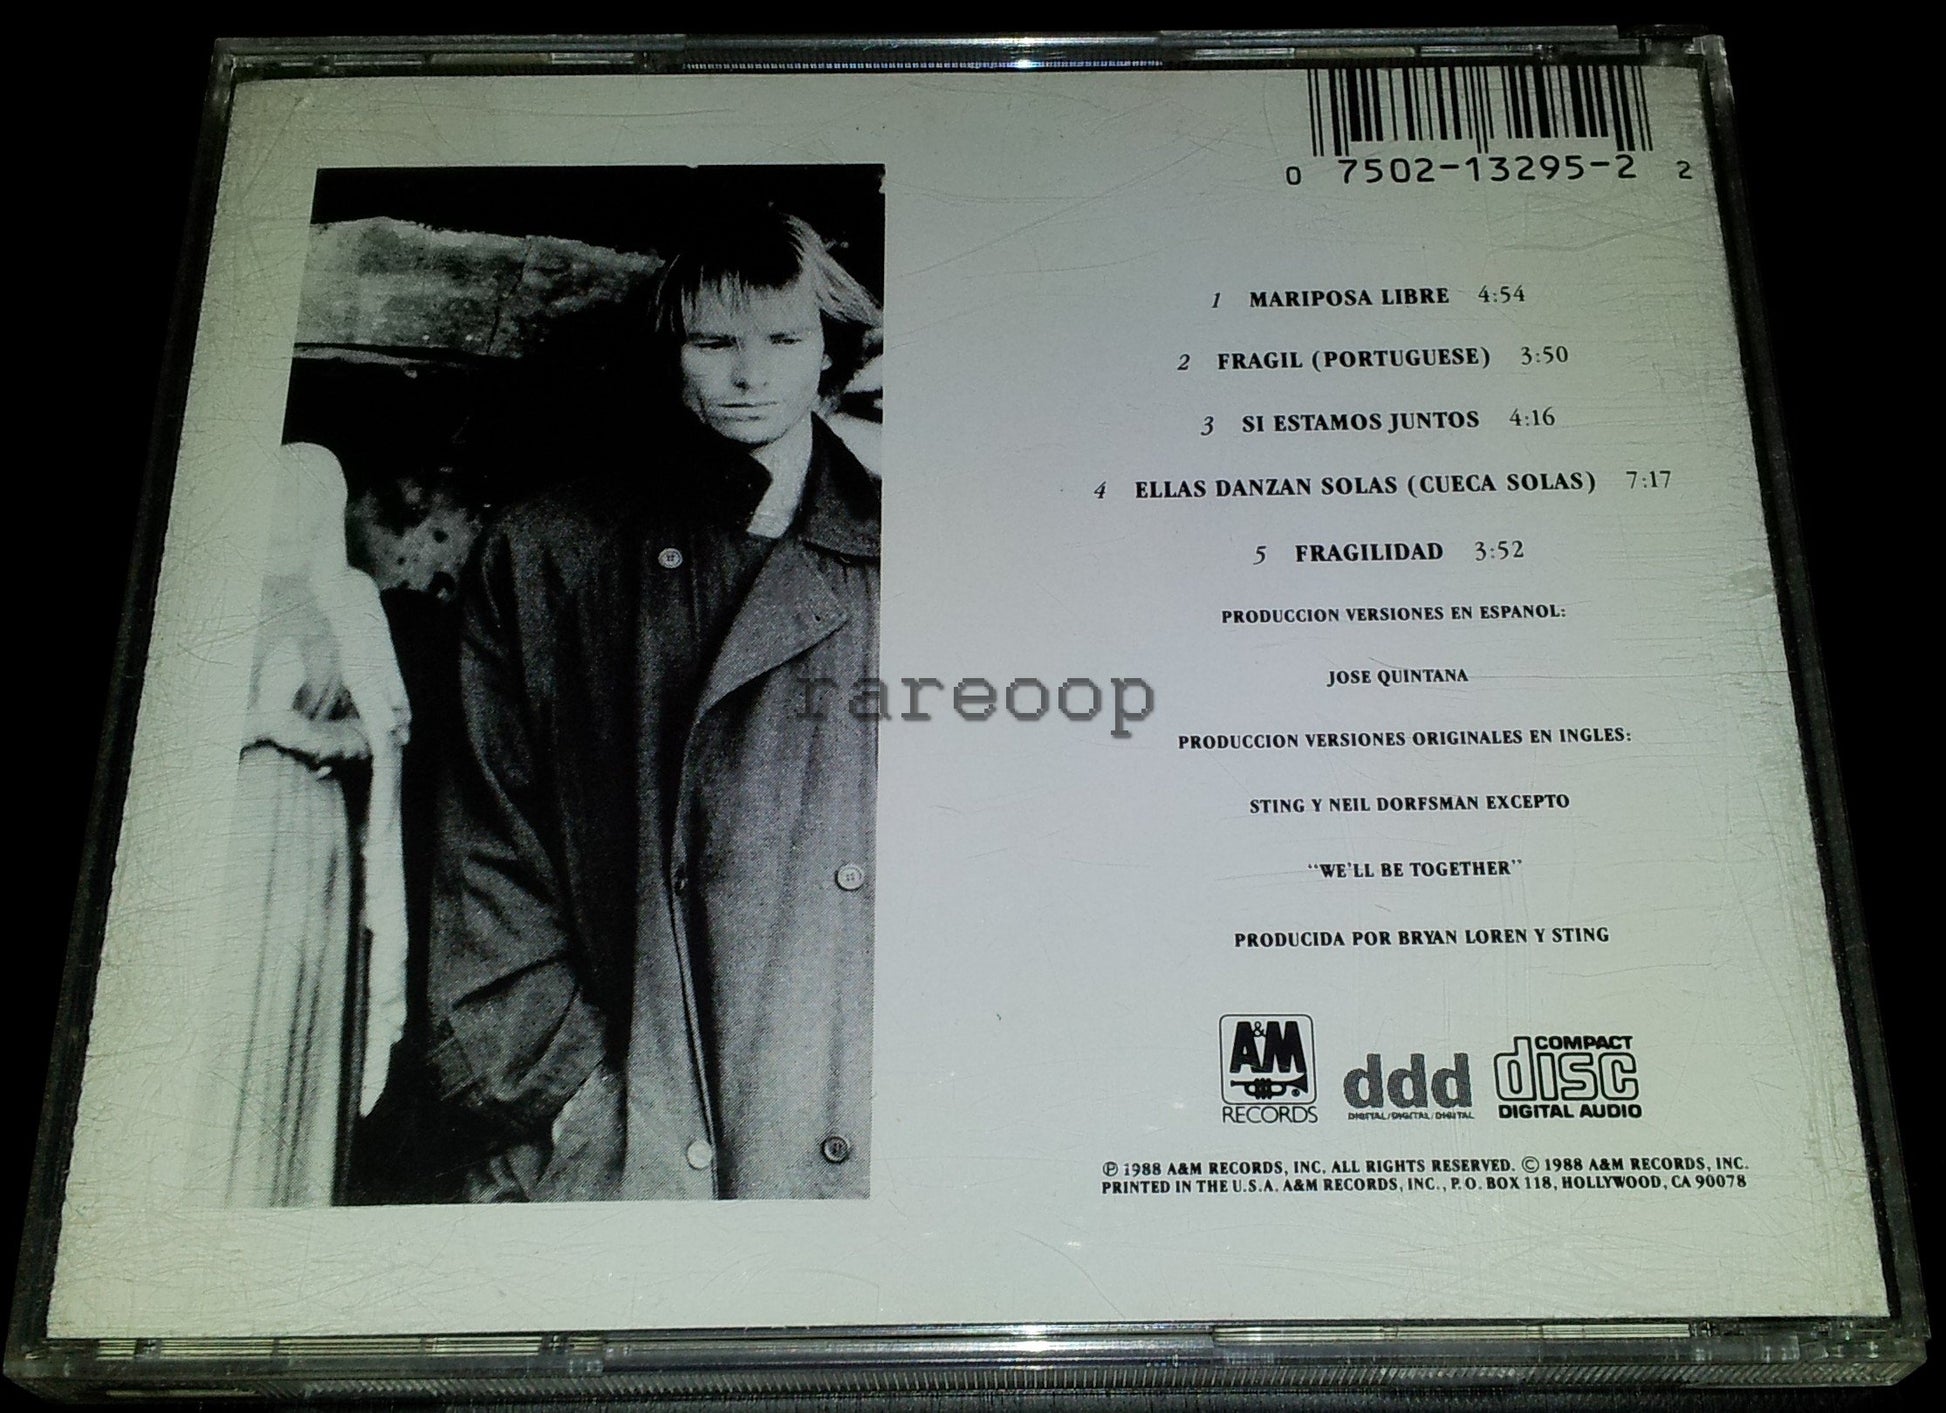 0 7502-13295-2 2
1 MARIPOSA LIBRE 4:54
2 FRAGIL (PORTUGUESE) 3:50
3 SI ESTAMOS JUNTOS 4:16
4 ELLAS DANZAN SOLAS (CUECA SOLAS) 7:17
5 FRAGILIDAD 3:52
PRODUCCION VERSIONES EN ESPANOL:
JOSE QUINTANA
rareoop
PRODUCCION VERSIONES ORIGINALES EN INGLES:
STING Y NEIL DORFSMAN EXCEPTO
"WE'LL BE TOGETHER"
PRODUCIDA POR BRYAN LOREN Y STING
A&M
RECORDS
ddd
DIGITAL/DIGITAL/DIGITAL
COMPACT
disc
DIGITAL AUDIO
℗ 1988 A&M RECORDS, INC. ALL RIGHTS RESERVED. © 1988 A&M RECORDS, INC.
PRINTED IN THE U.S.A. A&M RECORDS, INC., P.O. BOX 118, HOLLYWOOD, CA 90078